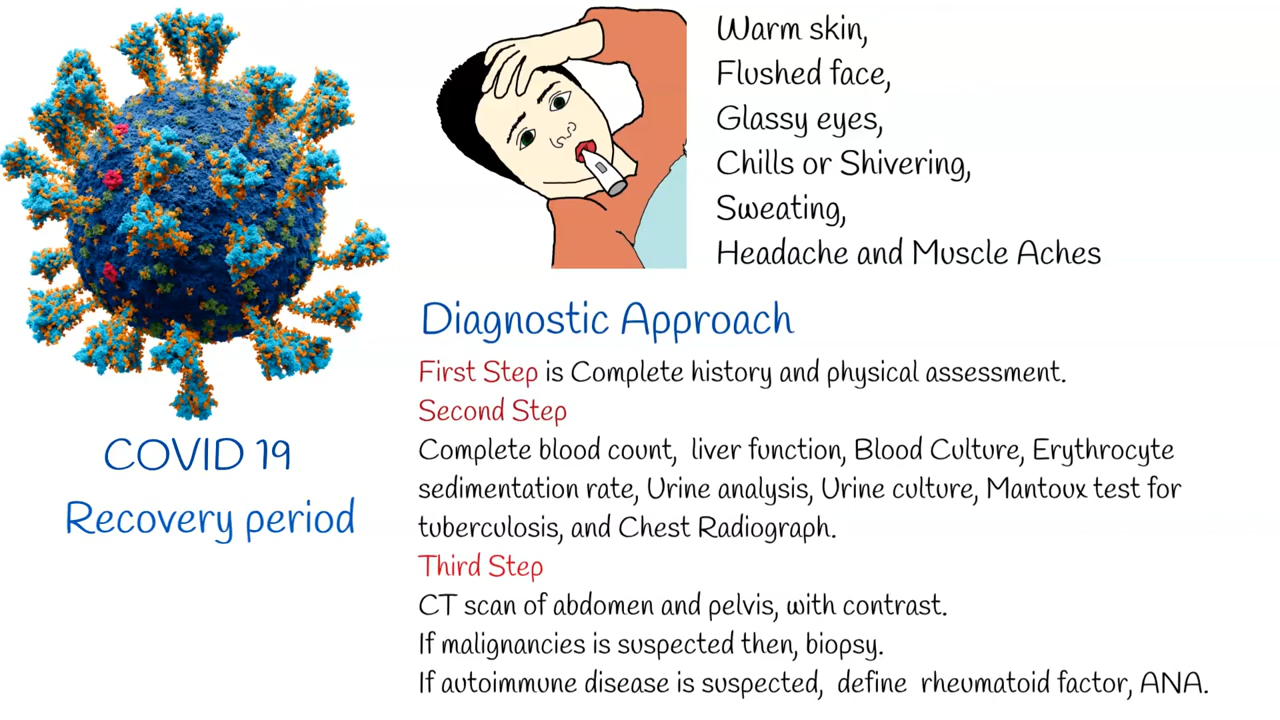 Warm skin,
Flushed face,
Glassy eyes,
Chills or Shivering,
Sweating,
Headache and Muscle Aches
Diagnostic Approach
First Step is Complete history and physical assessment.
Second Step
Complete blood count, liver function, Blood Culture, Erythrocyte
sedimentation rate, Urine analysis, Urine culture, Mantoux test for
tuberculosis, and Chest Radiograph.
Third Step
CT scan of abdomen and pelvis, with contrast.
If malignancies is suspected then, biopsy.
If autoimmune disease is suspected, define rheumatoid factor, ANA.
COVID 19
Recovery period